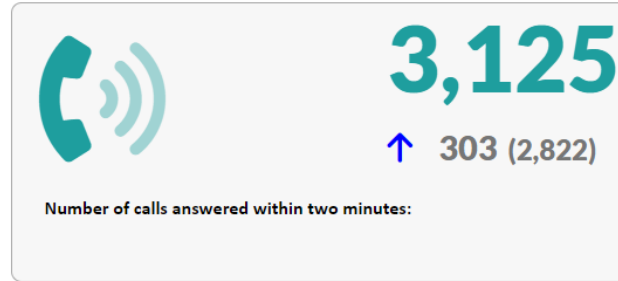 3,125
↑ 303 (2,822)
Number of calls answered within two minutes: